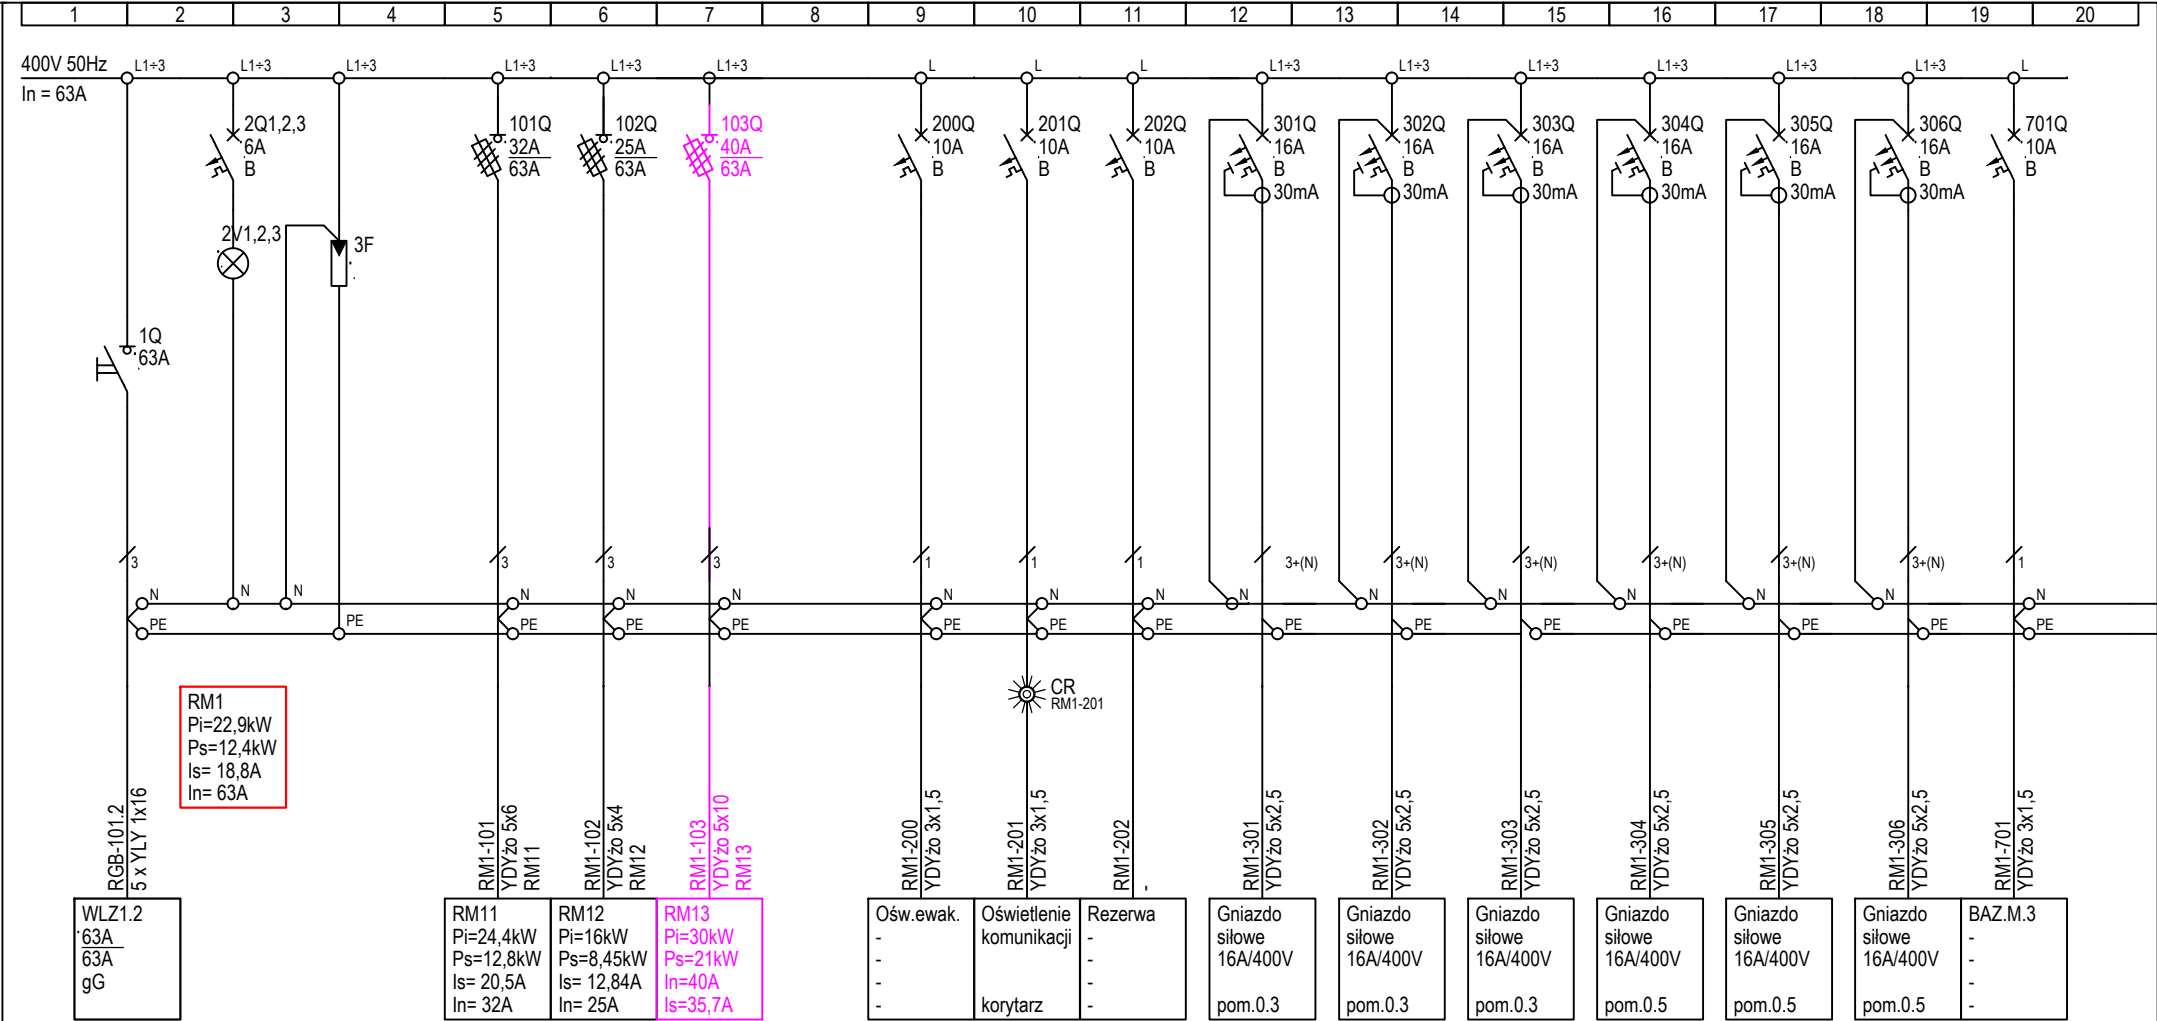 1 2 3 4 5 6 7 8 9 10 11 12 13 14 15 16 17 18 19 20
400V 50Hz
In = 63A
L1÷3 L1÷3 L1÷3 L1÷3 L1÷3 L1÷3 L L L L1÷3 L1÷3 L1÷3 L1÷3 L1÷3 L1÷3 L
2Q1,2,3
6A
B
2V1,2,3
3F
1Q
63A
101Q
32A
63A
102Q
25A
63A
103Q
40A
63A
200Q
10A
B
201Q
10A
B
202Q
10A
B
301Q
16A
B
30mA
302Q
16A
B
30mA
303Q
16A
B
30mA
304Q
16A
B
30mA
305Q
16A
B
30mA
306Q
16A
B
30mA
701Q
10A
B
3 3 3 3 1 1 1 3+(N) 3+(N) 3+(N) 3+(N) 3+(N) 3+(N) 1
N N N N N N N N N N N N N N N N
PE PE PE PE PE PE PE PE PE PE PE PE PE PE PE
CR
RM1-201
RM1
Pi=22,9kW
Ps=12,4kW
Is= 18,8A
In= 63A
RGB-101.2
5 x YLY 1x16
RM1-101
YDYżo 5x6
RM11
RM1-102
YDYżo 5x4
RM12
RM1-103
YDYżo 5x10
RM13
RM1-200
YDYżo 3x1,5
RM1-201
YDYżo 3x1,5
RM1-202
-
RM1-301
YDYżo 5x2,5
RM1-302
YDYżo 5x2,5
RM1-303
YDYżo 5x2,5
RM1-304
YDYżo 5x2,5
RM1-305
YDYżo 5x2,5
RM1-306
YDYżo 5x2,5
RM1-701
YDYżo 3x1,5
WLZ1.2
63A
63A
gG
RM11
Pi=24,4kW
Ps=12,8kW
Is= 20,5A
In= 32A
RM12
Pi=16kW
Ps=8,45kW
Is= 12,84A
In= 25A
RM13
Pi=30kW
Ps=21kW
In=40A
Is=35,7A
Ośw.ewak.
-
-
-
-
Oświetlenie
komunikacji
korytarz
Rezerwa
-
-
-
-
Gniazdo
siłowe
16A/400V
pom.0.3
Gniazdo
siłowe
16A/400V
pom.0.3
Gniazdo
siłowe
16A/400V
pom.0.3
Gniazdo
siłowe
16A/400V
pom.0.5
Gniazdo
siłowe
16A/400V
pom.0.5
Gniazdo
siłowe
16A/400V
pom.0.5
BAZ.M.3
-
-
-
-